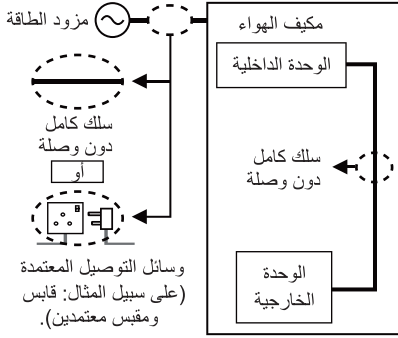 مزود الطاقة
مكيف الهواء
الوحدة الداخلية
سلك كامل
دون وصلة
أو
سلك كامل
دون وصلة
وسائل التوصيل المعتمدة
(على سبيل المثال: قابس
ومقبس معتمدين).
الوحدة
الخارجية